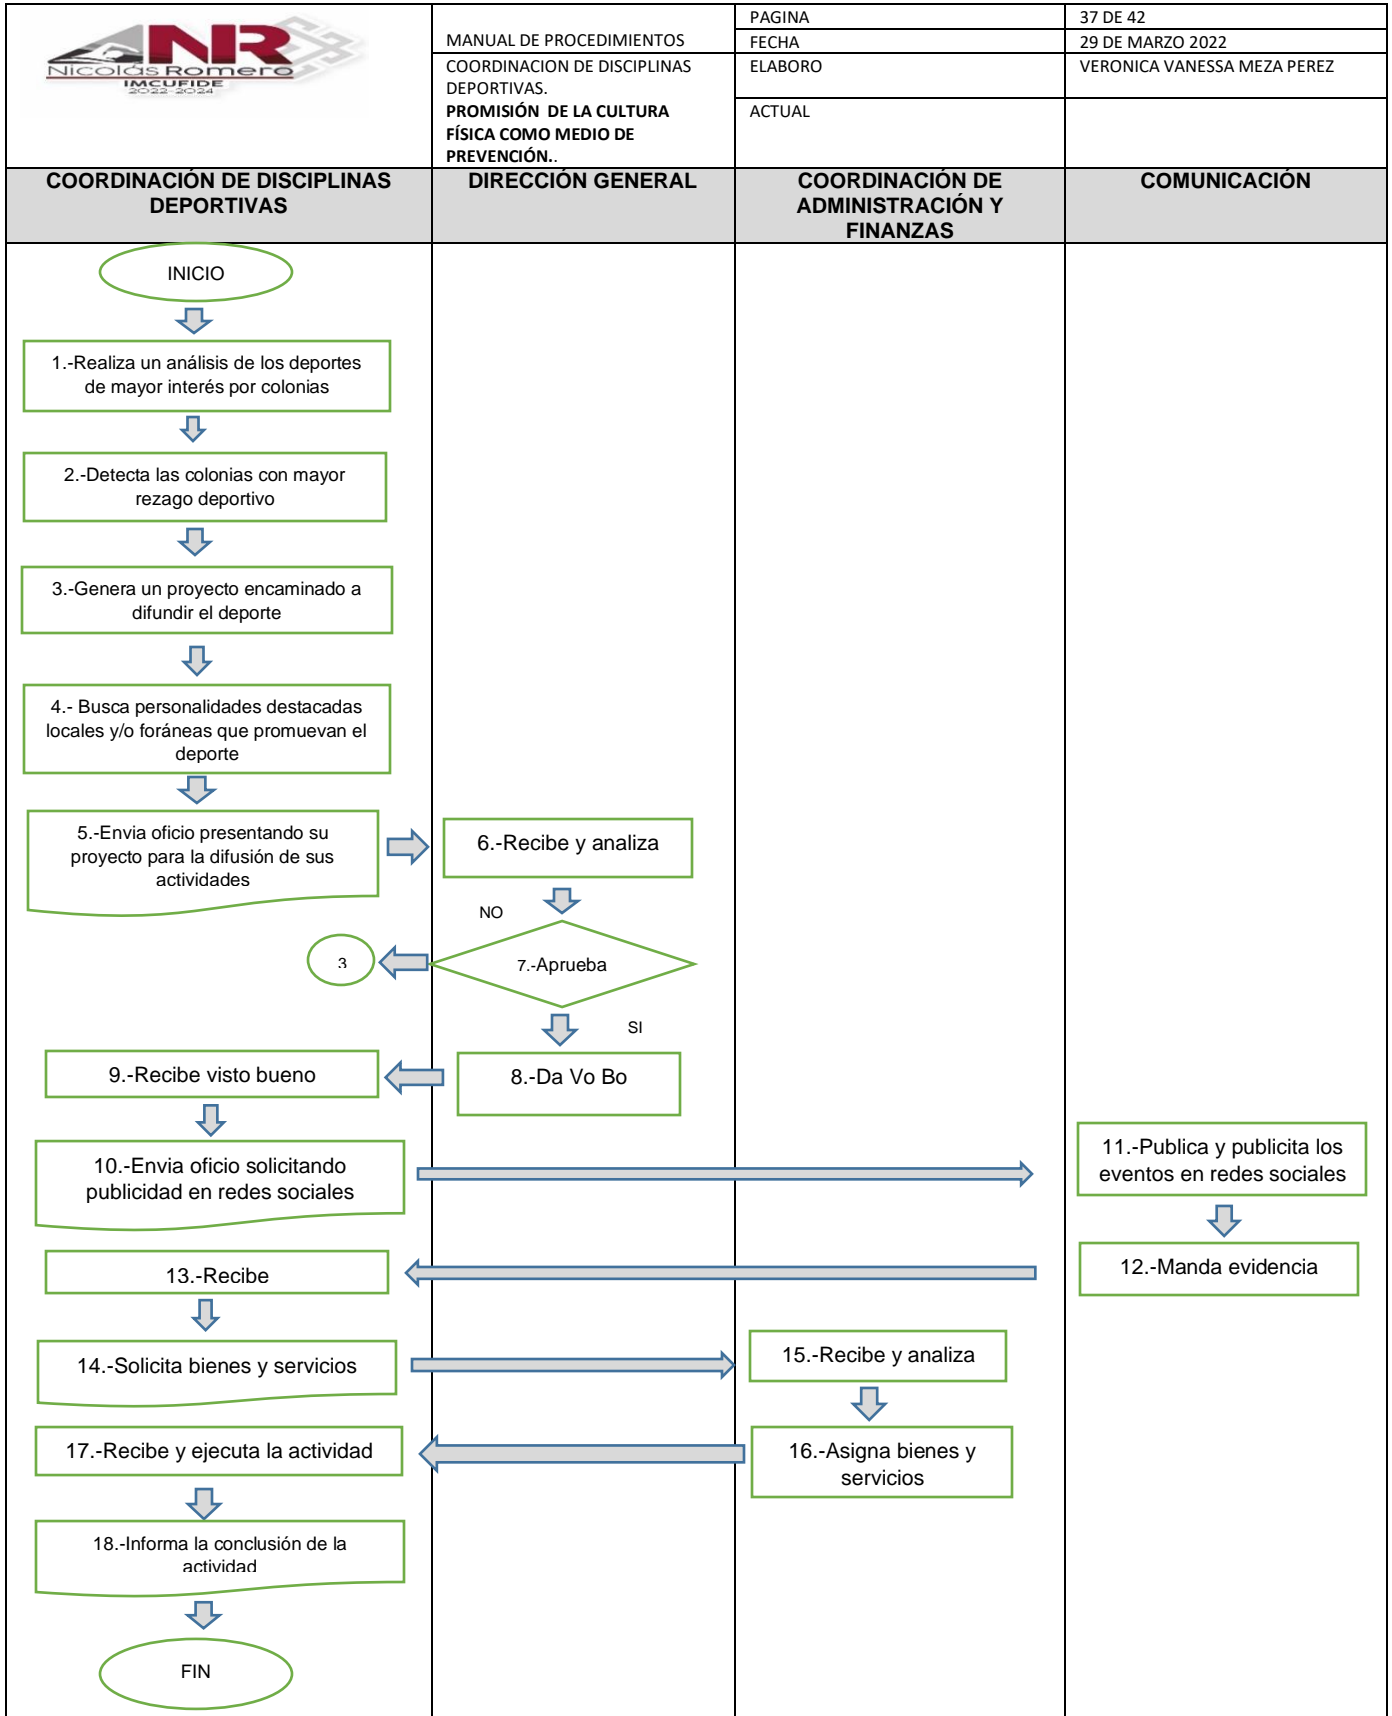 NR
Nicolás Romero
IMCUFIDE
2022-2024
MANUAL DE PROCEDIMIENTOS
PAGINA
37 DE 42
FECHA
29 DE MARZO 2022
COORDINACION DE DISCIPLINAS
DEPORTIVAS.
PROMISIÓN DE LA CULTURA
FÍSICA COMO MEDIO DE
PREVENCIÓN..
ELABORO
VERONICA VANESSA MEZA PEREZ
ACTUAL
COORDINACIÓN DE DISCIPLINAS
DEPORTIVAS
DIRECCIÓN GENERAL
COORDINACIÓN DE
ADMINISTRACIÓN Y
FINANZAS
COMUNICACIÓN
INICIO
1.-Realiza un análisis de los deportes
de mayor interés por colonias
2.-Detecta las colonias con mayor
rezago deportivo
3.-Genera un proyecto encaminado a
difundir el deporte
4.- Busca personalidades destacadas
locales y/o foráneas que promuevan el
deporte
5.-Envia oficio presentando su
proyecto para la difusión de sus
actividades
6.-Recibe y analiza
NO
3
7.-Aprueba
SI
8.-Da Vo Bo
9.-Recibe visto bueno
10.-Envia oficio solicitando
publicidad en redes sociales
11.-Publica y publicita los
eventos en redes sociales
12.-Manda evidencia
13.-Recibe
14.-Solicita bienes y servicios
15.-Recibe y analiza
16.-Asigna bienes y
servicios
17.-Recibe y ejecuta la actividad
18.-Informa la conclusión de la
actividad
FIN